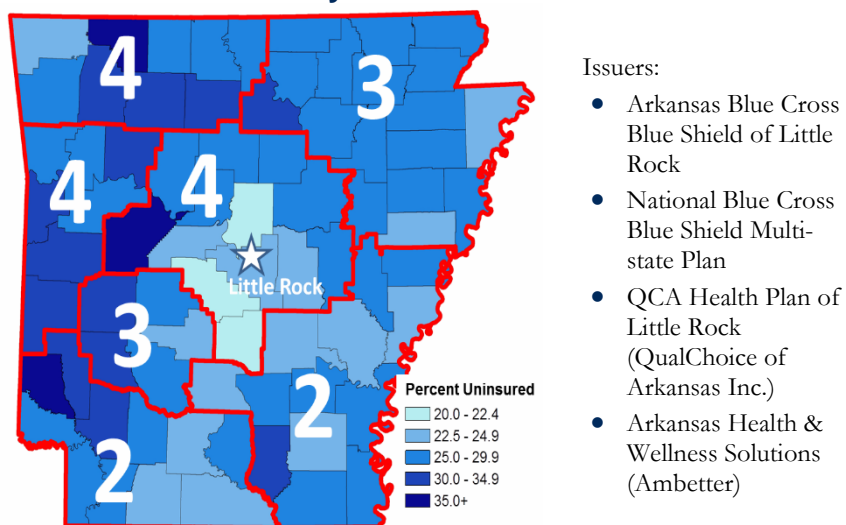 4
3
4
4
Little Rock
3
2
2
Percent Uninsured
20.0 - 22.4
22.5 - 24.9
25.0 - 29.9
30.0 - 34.9
35.0+
Issuers:
• Arkansas Blue Cross
Blue Shield of Little
Rock
• National Blue Cross
Blue Shield Multi-
state Plan
• QCA Health Plan of
Little Rock
(QualChoice of
Arkansas Inc.)
• Arkansas Health &
Wellness Solutions
(Ambetter)